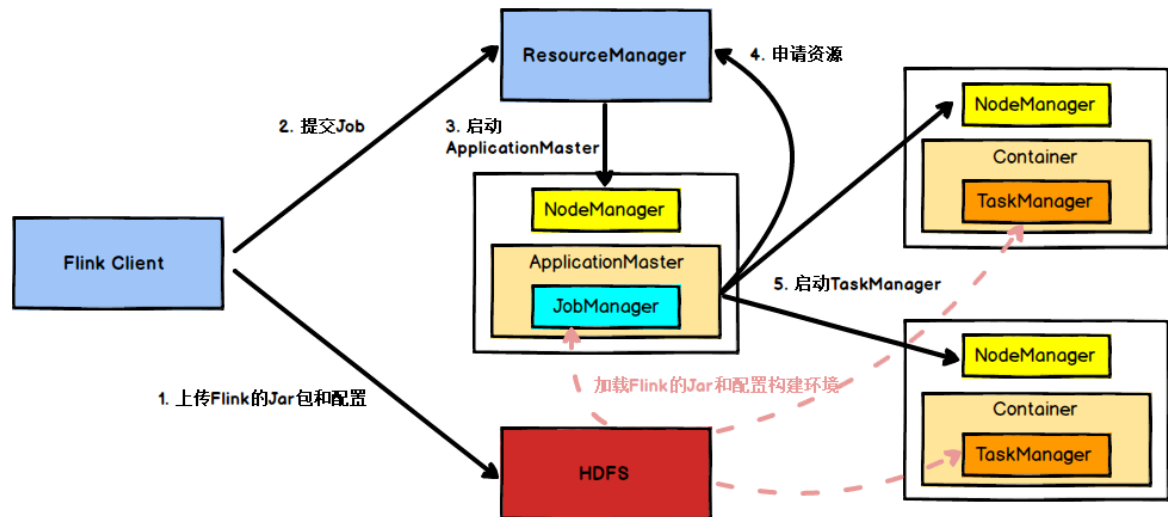 ResourceManager
4. 申请资源
NodeManager
Container
TaskManager
2. 提交Job
3. 启动
ApplicationMaster
NodeManager
ApplicationMaster
JobManager
Flink Client
5. 启动TaskManager
NodeManager
Container
TaskManager
加载Flink的Jar和配置构建环境
1. 上传Flink的Jar包和配置
HDFS